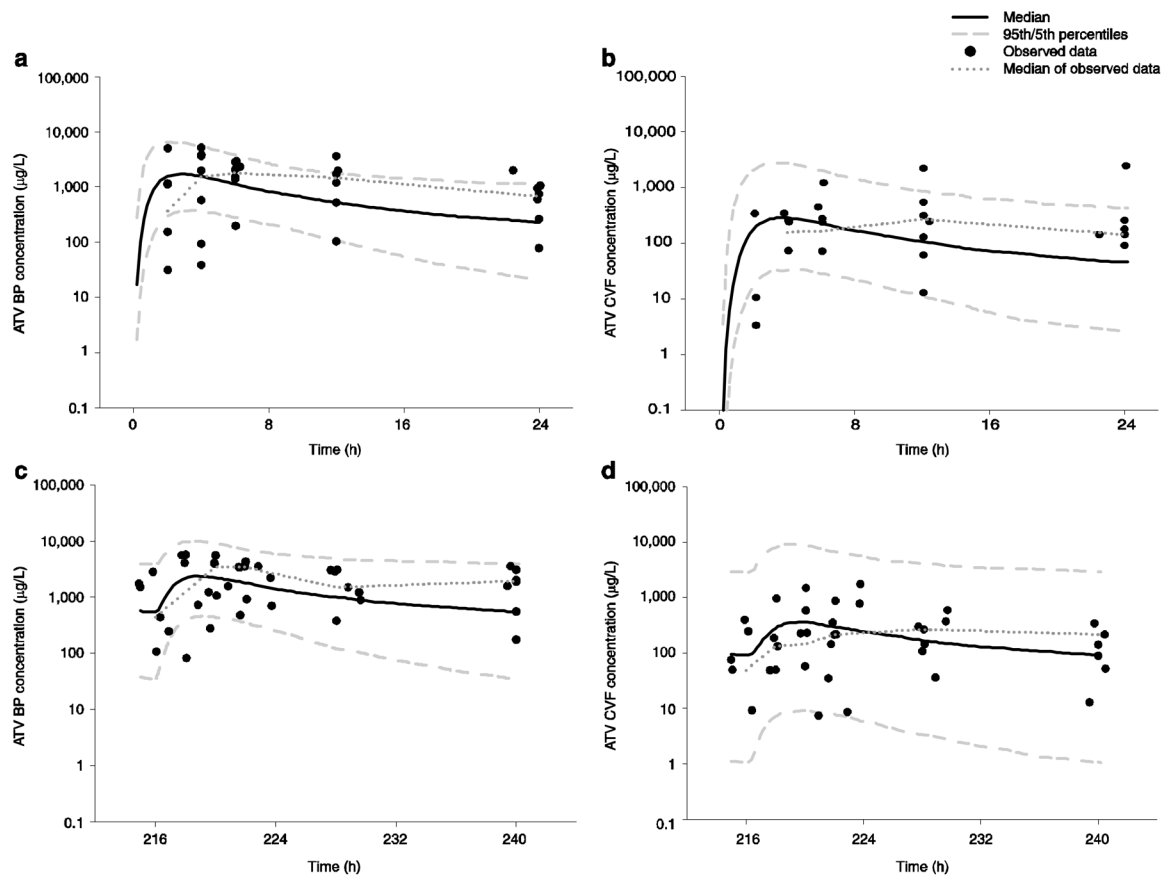 Median
95th/5th percentiles
Observed data
Median of observed data
a
100,000
10,000
1,000
100
10
1
0.1
ATV BP concentration (µg/L)
0
8
16
24
Time (h)
b
100,000
10,000
1,000
100
10
1
0.1
ATV CVF concentration (µg/L)
0
8
16
24
Time (h)
c
100,000
10,000
1,000
100
10
1
0.1
ATV BP concentration (µg/L)
216
224
232
240
Time (h)
d
100,000
10,000
1,000
100
10
1
0.1
ATV CVF concentration (µg/L)
216
224
232
240
Time (h)